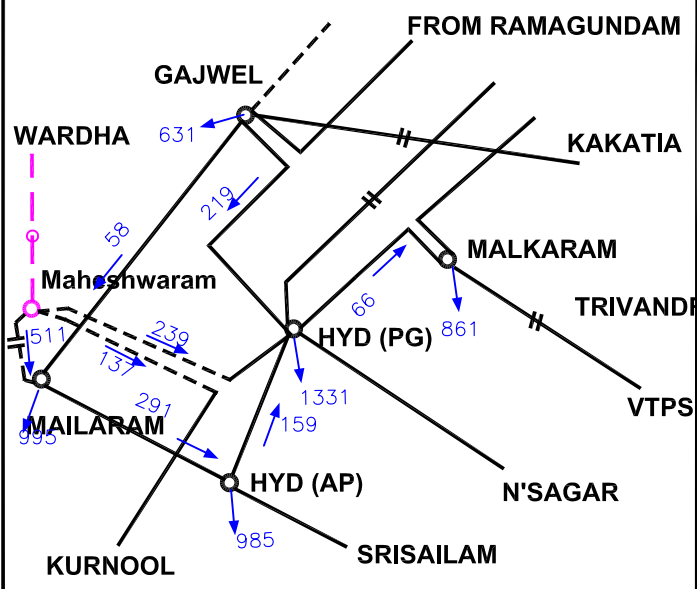 FROM RAMAGUNDAM
GAJWEL
631
WARDHA
KAKATIA
219
58
MALKARAM
Maheshwaram
66
TRIVANDR
511
239
HYD (PG)
861
137
1331
291
VTPS
MAILARAM
159
995
HYD (AP)
N'SAGAR
985
SRISAILAM
KURNOOL